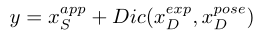 $y = x_S^{app} + Dic(x_D^{exp}, x_D^{pose})$